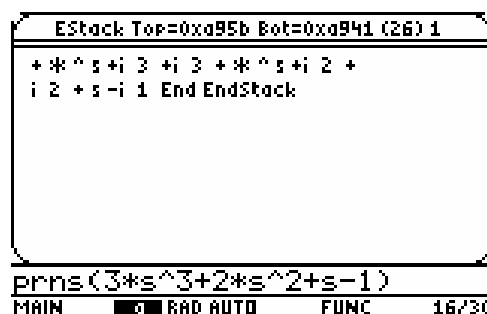 EStack Top=0xa95b Bot=0xa941 (26) 1
+ * ^ s +i 3 +i 3 + * ^ s +i 2 +
i 2 + s -i 1 End EndStack
prns(3*s^3+2*s^2+s-1)
MAIN RAD AUTO FUNC 16/30